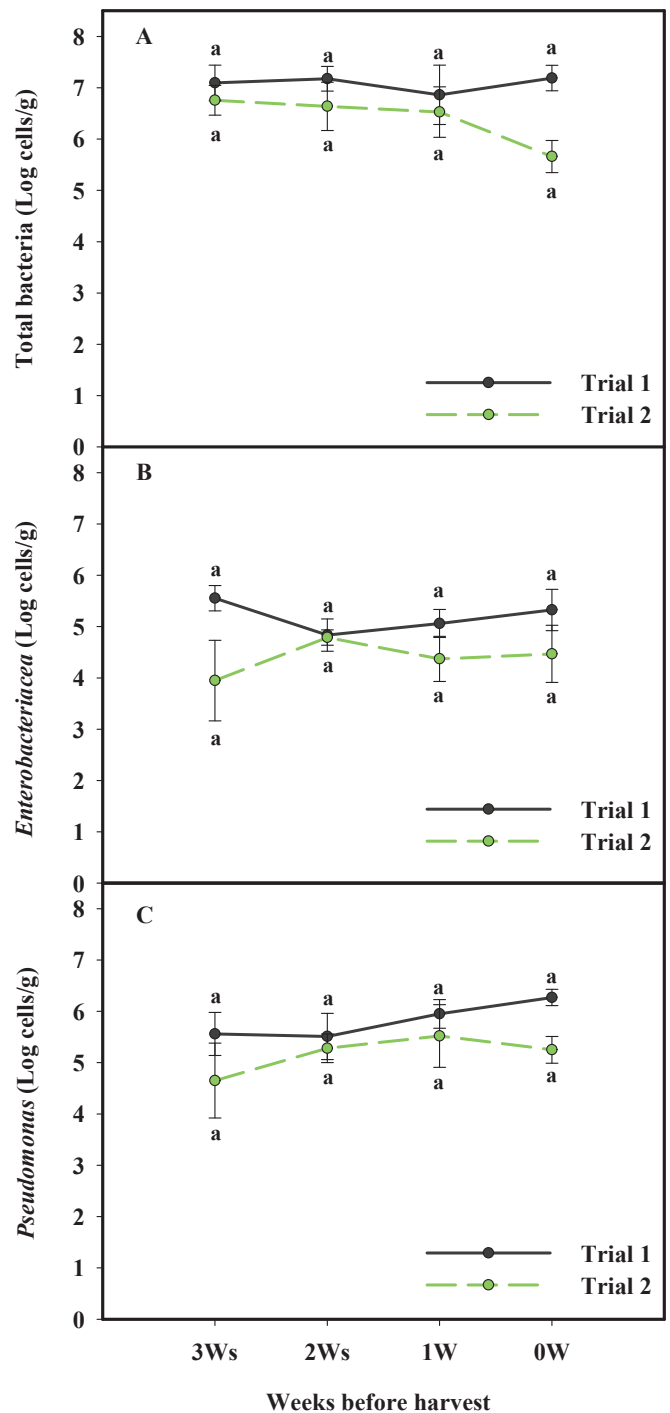 A
Total bacteria (Log cells/g)
8
7
6
5
4
3
2
1
0
a a a a
a a a a
Trial 1
Trial 2
B
Enterobacteriacea (Log cells/g)
8
7
6
5
4
3
2
1
0
a a a a
a a a a
Trial 1
Trial 2
C
Pseudomonas (Log cells/g)
8
7
6
5
4
3
2
1
0
a a a a
a a a a
Trial 1
Trial 2
3Ws 2Ws 1W 0W
Weeks before harvest